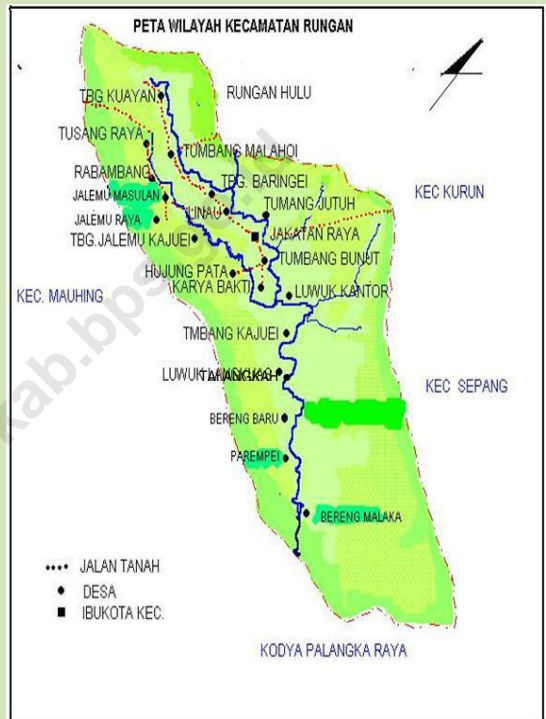 PETA WILAYAH KECAMATAN RUNGAN
TBG KUAYAN
RUNGAN HULU
TUSANG RAYA
TUMBANG MALAHOI
RABAMBANG
TBG. BARINGEI
KEC KURUN
JALEMU MASULAN
LINAU
TUMANG JUTUH
JALEMU RAYA
JAKATAN RAYA
TBG.JALEMU KAJUEI
TUMBANG BUNUT
HUJUNG PATA
KEC. MAUHING
KARYA BAKTI
LUWUK KANTOR
TMBANG KAJUEI
LUWUK
KEC SEPANG
BERENG BARU
PAREMPEI
BERENG MALAKA
JALAN TANAH
DESA
IBUKOTA KEC.
KODYA PALANGKA RAYA
kab.bps.go.id